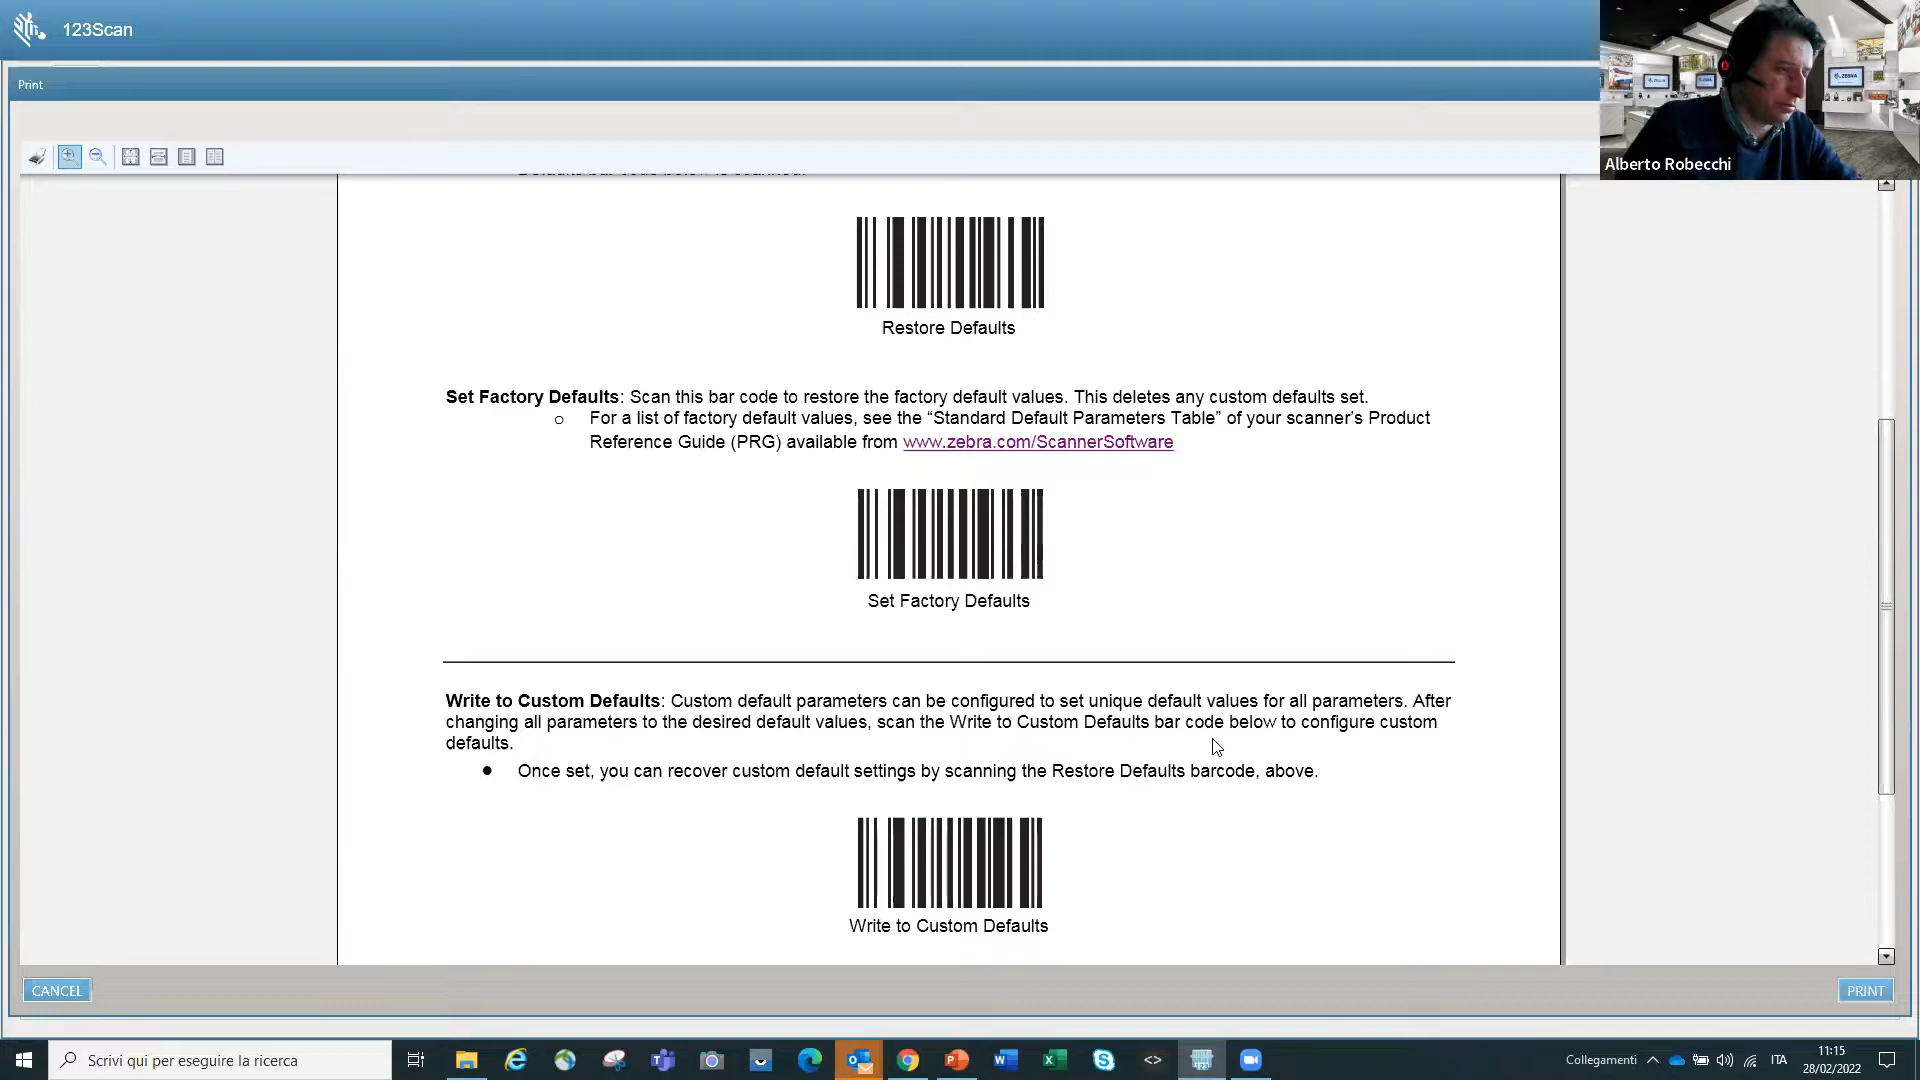 123Scan
Print
Alberto Robecchi
Defaults bar code below is scanned.
Restore Defaults
Set Factory Defaults: Scan this bar code to restore the factory default values. This deletes any custom defaults set.
o For a list of factory default values, see the “Standard Default Parameters Table” of your scanner’s Product
Reference Guide (PRG) available from www.zebra.com/ScannerSoftware
Set Factory Defaults
Write to Custom Defaults: Custom default parameters can be configured to set unique default values for all parameters. After
changing all parameters to the desired default values, scan the Write to Custom Defaults bar code below to configure custom
defaults.
● Once set, you can recover custom default settings by scanning the Restore Defaults barcode, above.
Write to Custom Defaults
CANCEL
PRINT
Scrivi qui per eseguire la ricerca
Collegamenti
ITA
11:15
28/02/2022